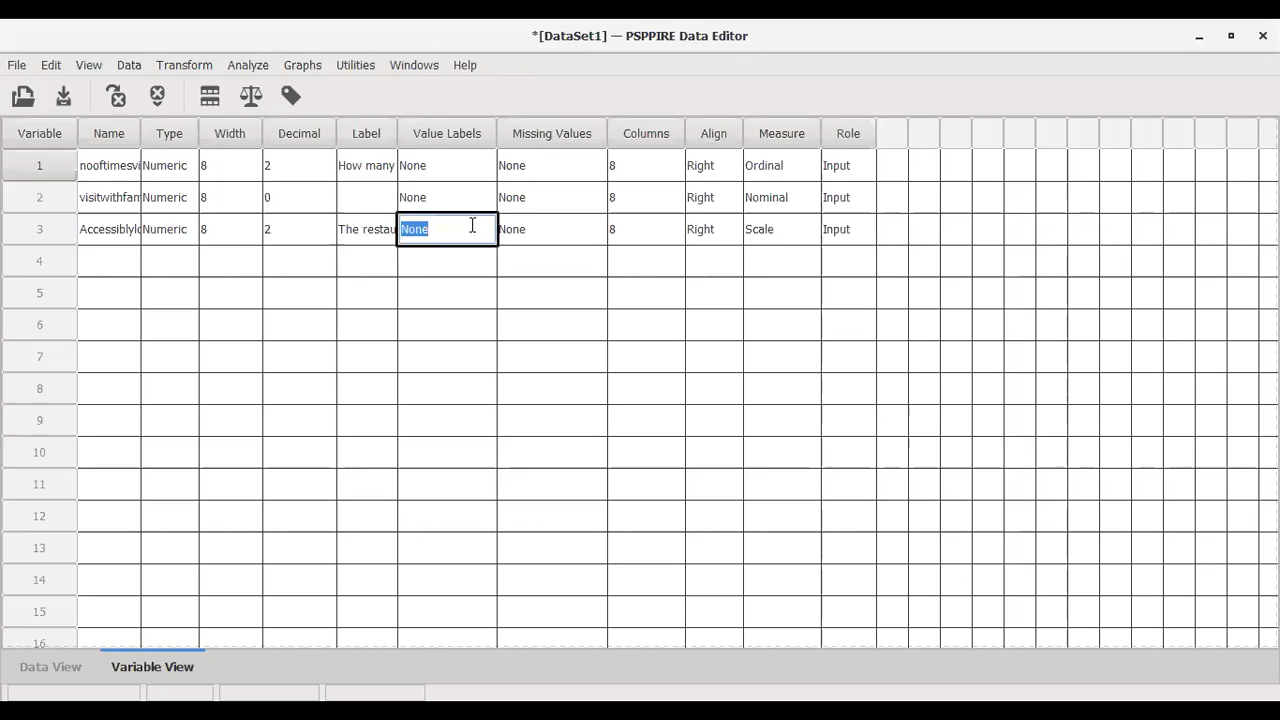 *[DataSet1] — PSPPIRE Data Editor
File Edit View Data Transform Analyze Graphs Utilities Windows Help
Variable Name Type Width Decimal Label Value Labels Missing Values Columns Align Measure Role
1 nooftimesvi Numeric 8 2 How many None None 8 Right Ordinal Input
2 visitwithfam Numeric 8 0 None None 8 Right Nominal Input
3 Accessiblylo Numeric 8 2 The restau None None 8 Right Scale Input
4
5
6
7
8
9
10
11
12
13
14
15
16
Data View Variable View